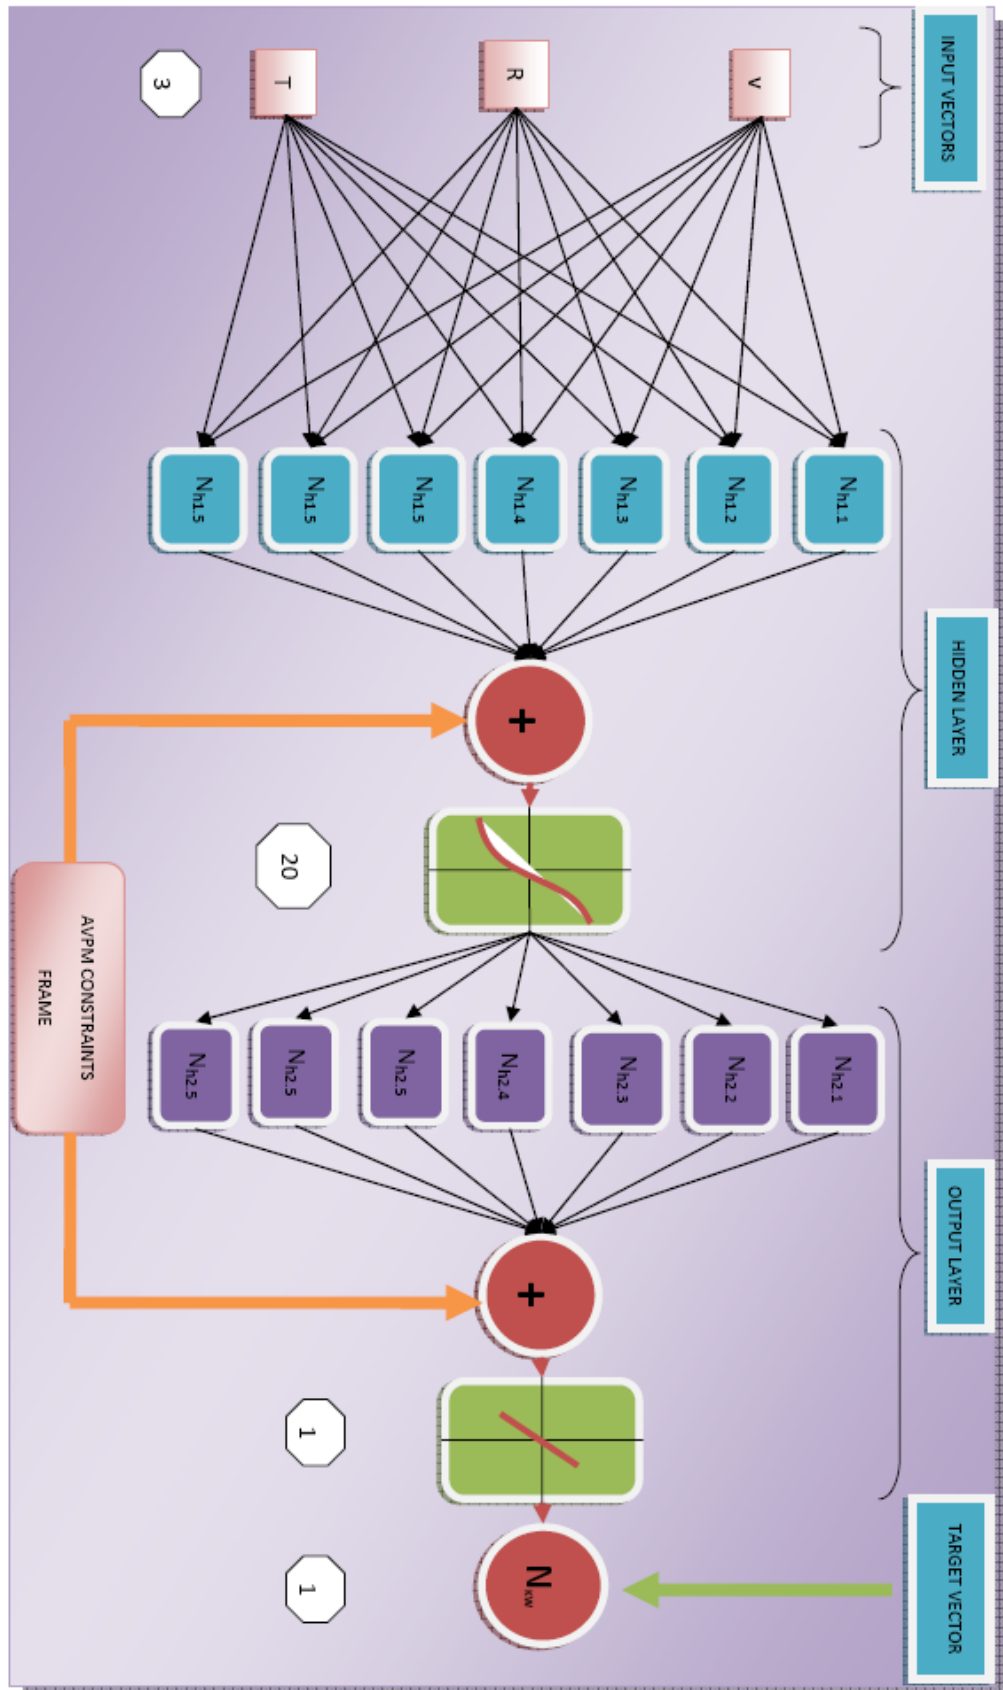 INPUT VECTORS
HIDDEN LAYER
OUTPUT LAYER
TARGET VECTOR
v
R
T
3
Nh1.1
Nh1.2
Nh1.3
Nh1.4
Nh1.5
Nh1.5
Nh1.5
+
20
Nh2.1
Nh2.2
Nh2.3
Nh2.4
Nh2.5
Nh2.5
Nh2.5
+
1
NKW
1
AVPM CONSTRAINTS
FRAME